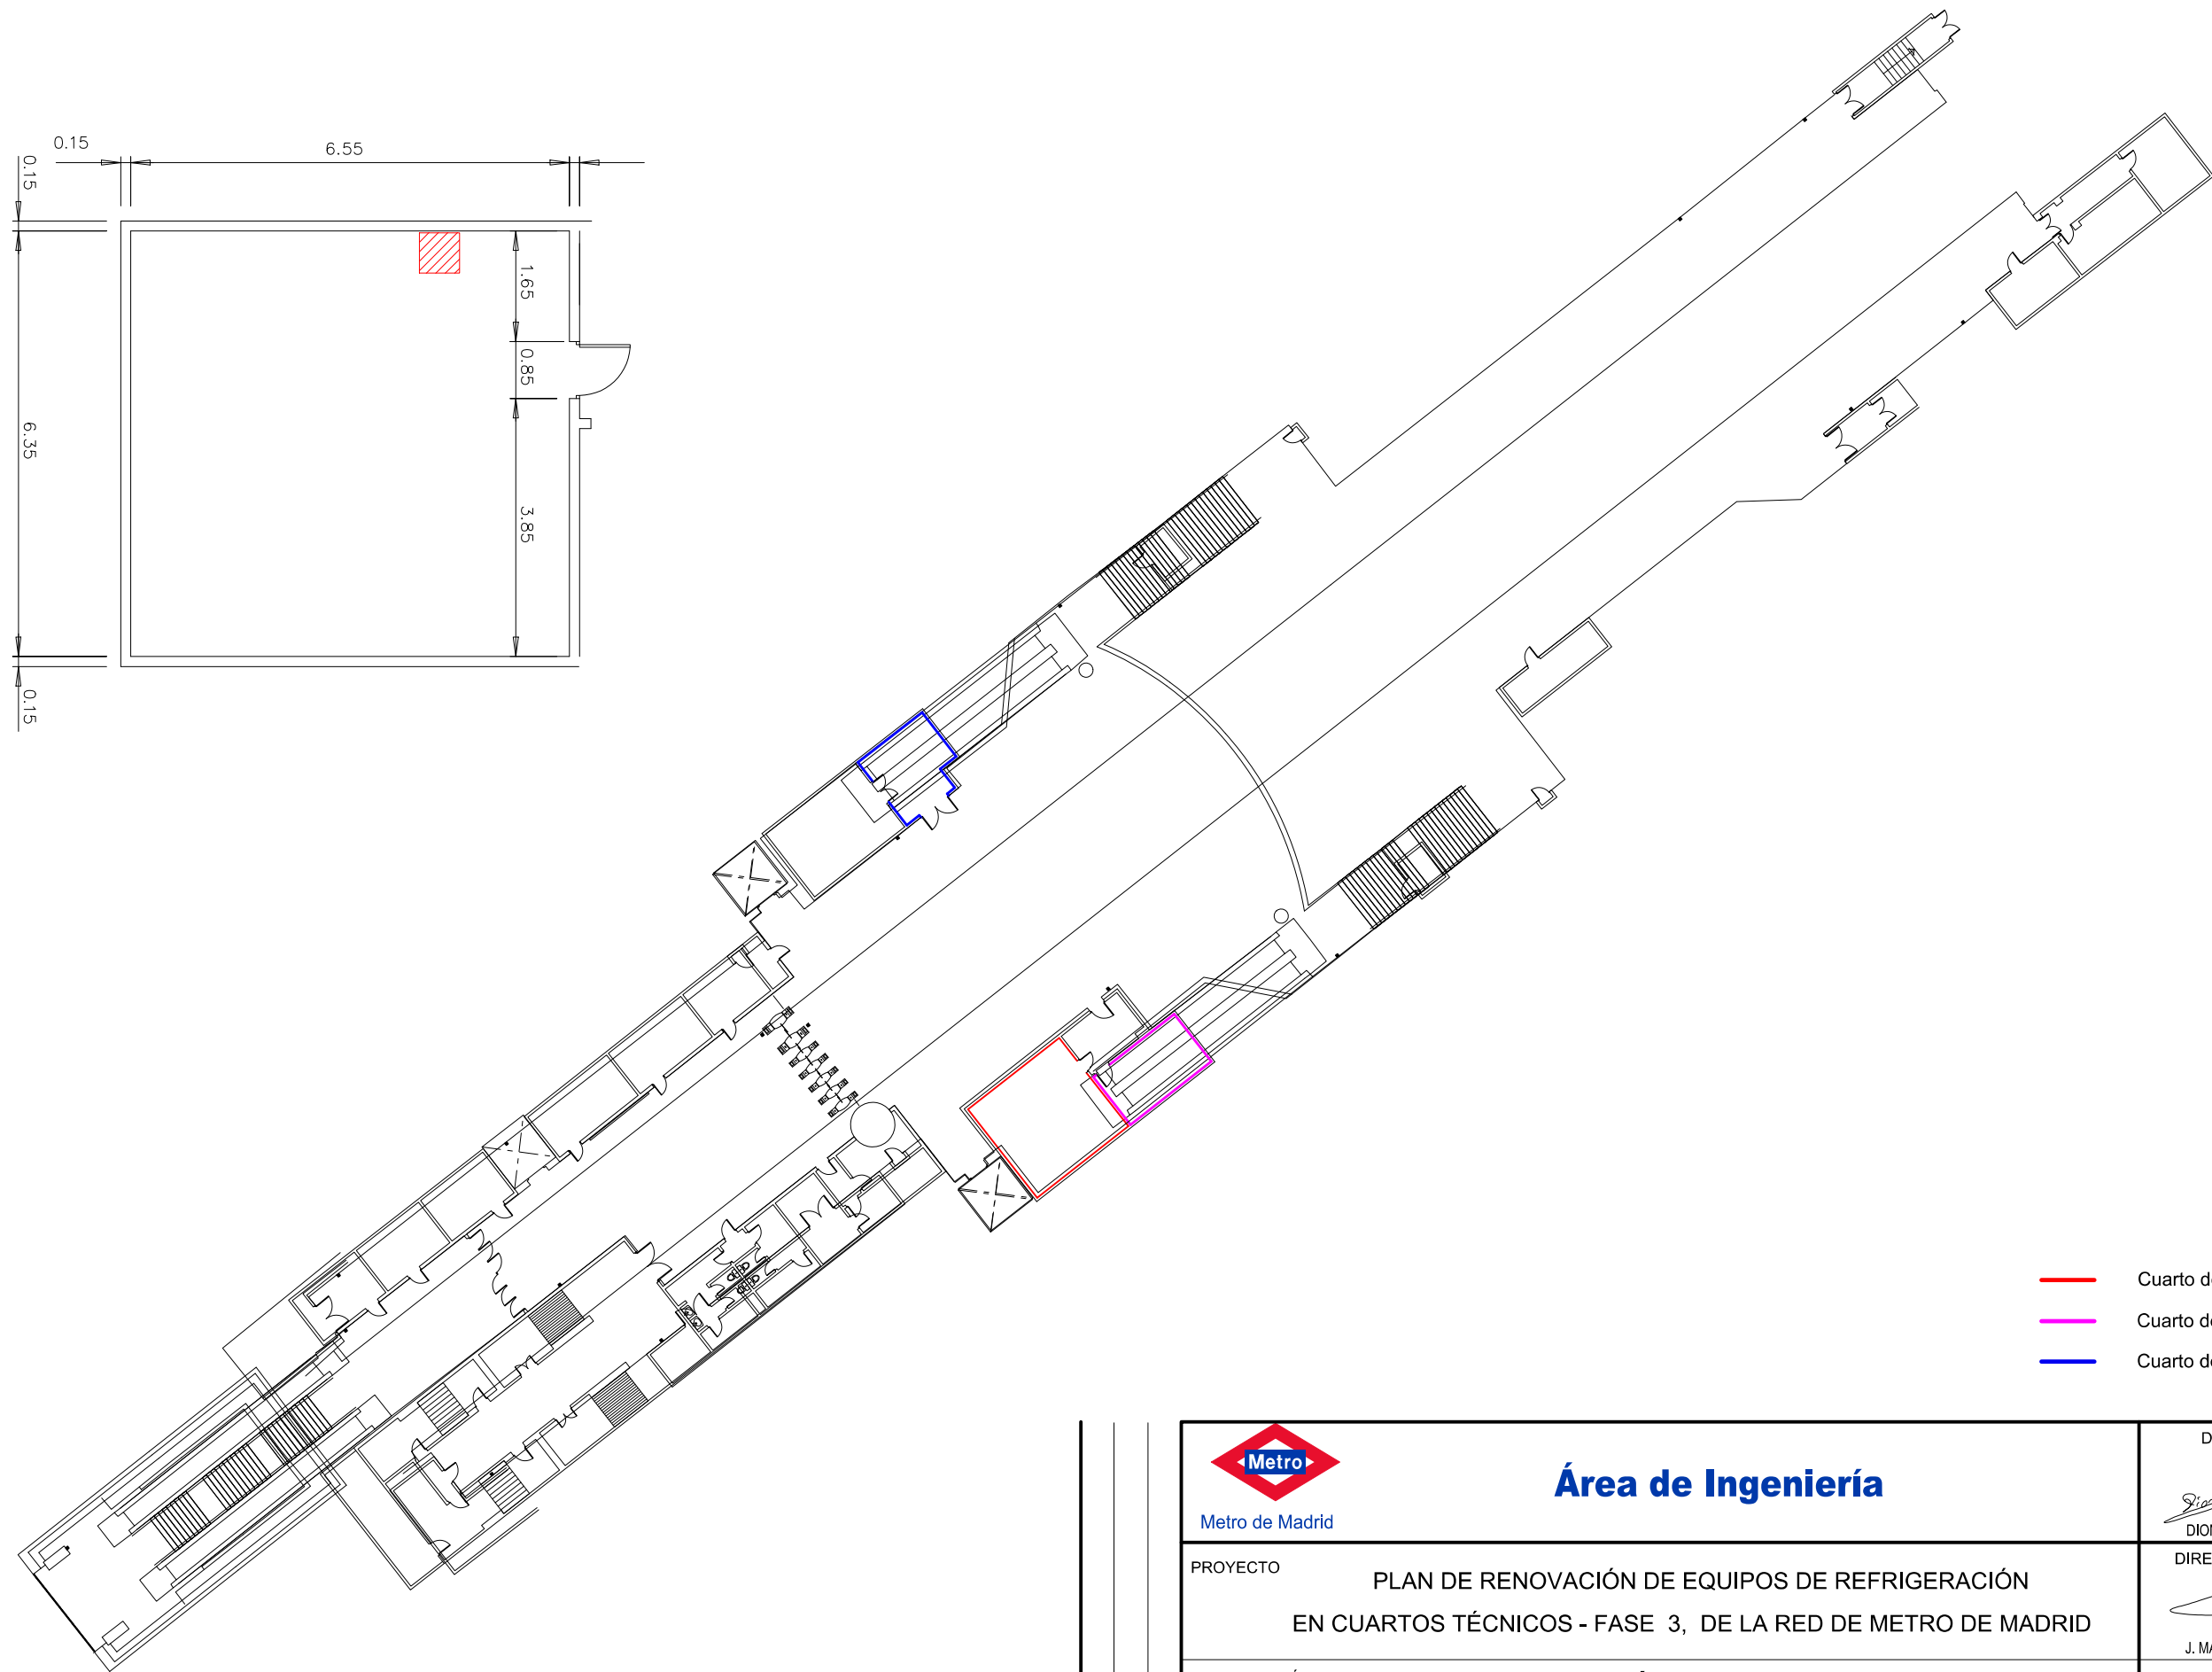 0.15
6.55
0.15
1.65
0.85
6.35
3.85
0.15
Cuarto
Cuarto
Cuarto
Metro
Metro de Madrid
Área de Ingeniería
PROYECTO
PLAN DE RENOVACIÓN DE EQUIPOS DE REFRIGERACIÓN
EN CUARTOS TÉCNICOS - FASE 3, DE LA RED DE METRO DE MADRID
J.